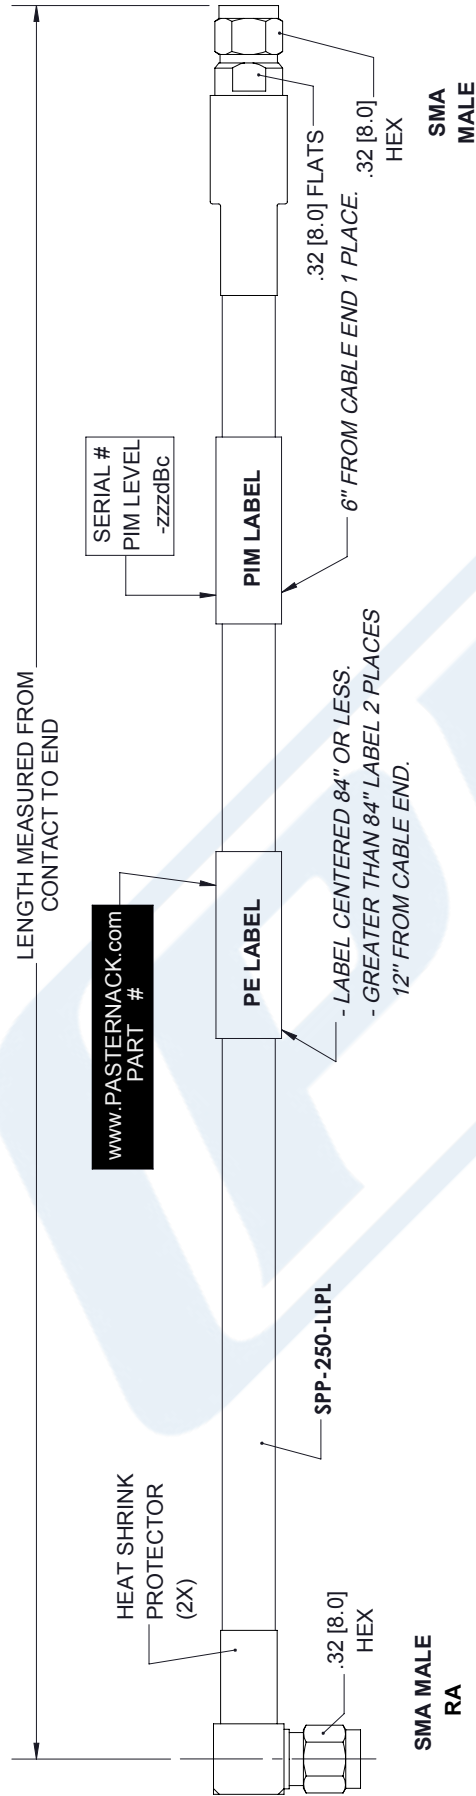 LENGTH MEASURED FROM
CONTACT TO END
HEAT SHRINK
PROTECTOR
(2X)
www.PASTERNACK.com
PART #
SERIAL #
PIM LEVEL
-zzzdBc
PE LABEL
PIM LABEL
SPP-250-LLPL
.32 [8.0]
HEX
SMA MALE
RA
- LABEL CENTERED 84" OR LESS.
- GREATER THAN 84" LABEL 2 PLACES
12" FROM CABLE END.
6" FROM CABLE END 1 PLACE.
.32 [8.0] FLATS
.32 [8.0]
HEX
SMA
MALE